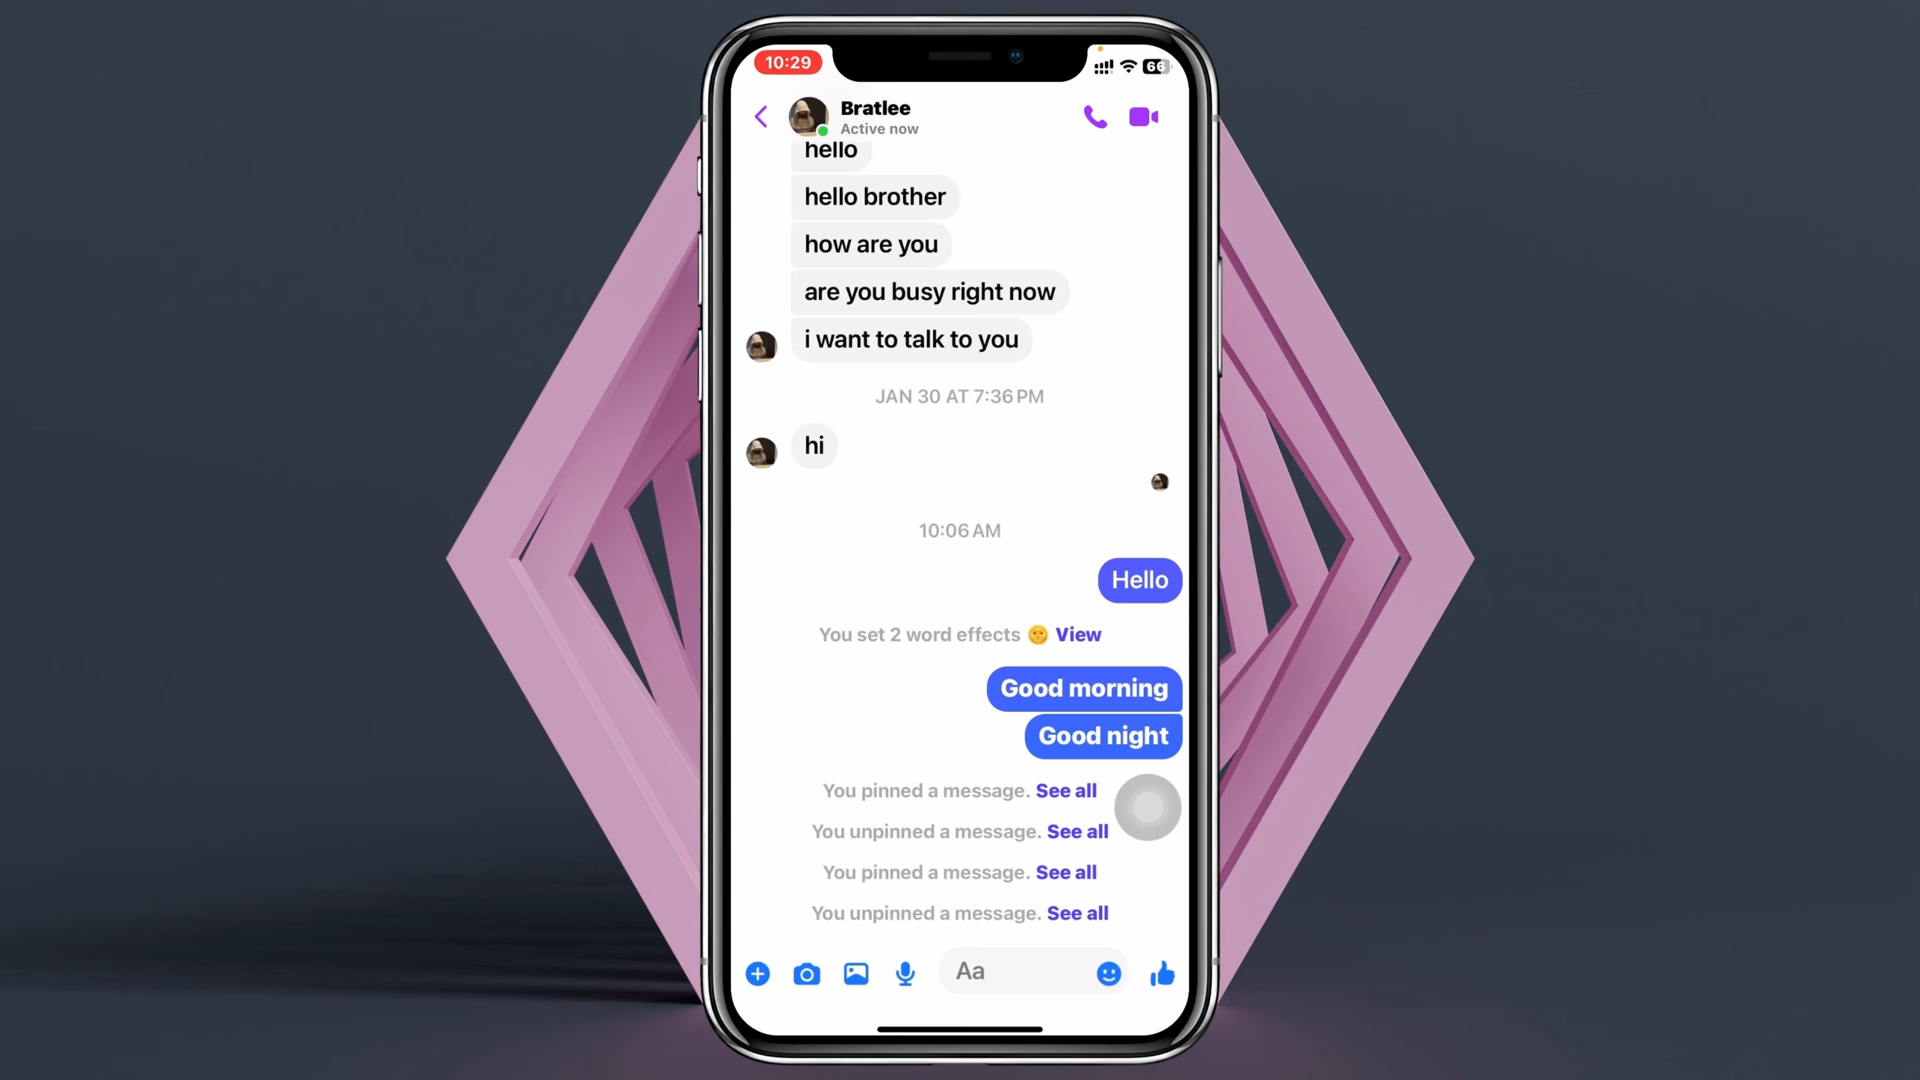 10:29
66
Bratlee
Active now
hello
hello brother
how are you
are you busy right now
i want to talk to you
JAN 30 AT 7:36 PM
hi
10:06 AM
Hello
You set 2 word effects 🌞 View
Good morning
Good night
You pinned a message. See all
You unpinned a message. See all
You pinned a message. See all
You unpinned a message. See all
Aa